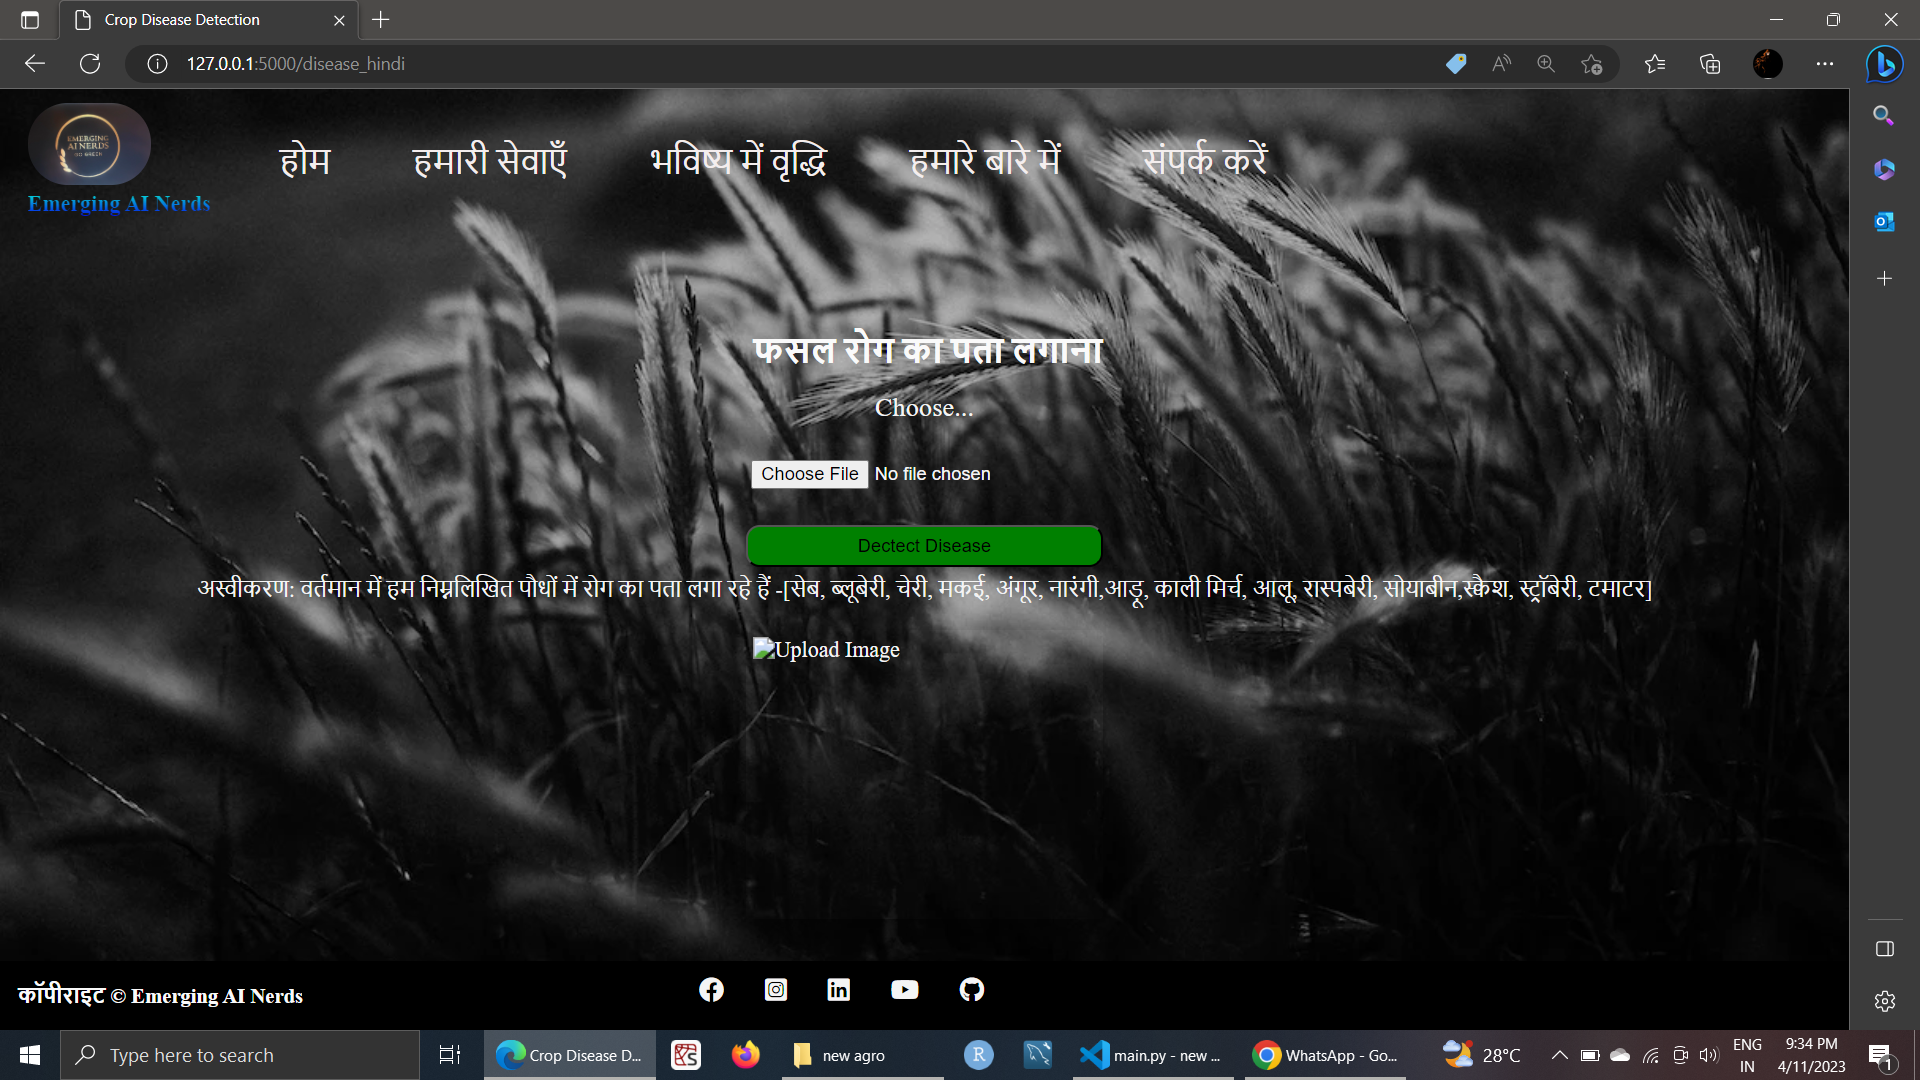 Crop Disease Detection
127.0.0.1:5000/disease_hindi
EMERGING
AI NERDS
Emerging AI Nerds
होम
हमारी सेवाएँ
भविष्य में वृद्धि
हमारे बारे में
संपर्क करें
फसल रोग का पता लगाना
Choose...
Choose File No file chosen
Dectect Disease
अस्वीकरण: वर्तमान में हम निम्नलिखित पौधों में रोग का पता लगा रहे हैं -[सेब, ब्लूबेरी, चेरी, मकई, अंगूर, नारंगी,आड़ू, काली मिर्च, आलू, रास्पबेरी, सोयाबीन,स्कैश, स्ट्रॉबेरी, टमाटर]
Upload Image
कॉपीराइट © Emerging AI Nerds
Type here to search
Crop Disease D...
new agro
main.py - new ...
WhatsApp - Go...
28°C
ENG
IN
9:34 PM
4/11/2023
1